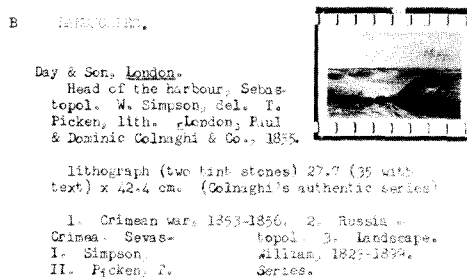 B
Day & Son, London.
Head of the harbour, Sebas-
topol. W. Simpson, del. T.
Picken, lith. London, Paul
& Dominic Colnaghi & Co., 1855.
lithograph (two tint stones) 27.7 (35 with
text) x 42.4 cm. (Colnaghi's authentic series)
1. Crimean war, 1853-1856. 2. Russia -
Crimea - Sevas- topol. 3. Landscape.
I. Simpson, William, 1823-1899.
II. Picken, T. Series.